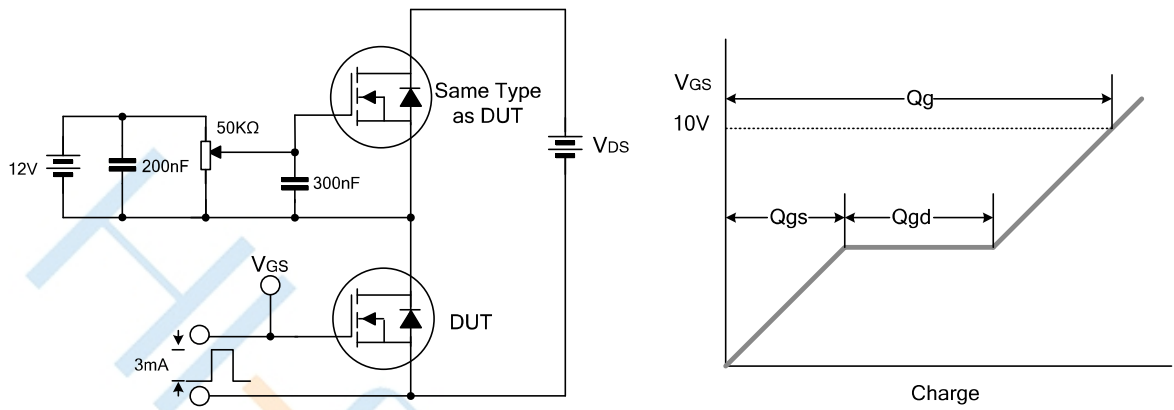 12V
200nF
50KΩ
300nF
Same Type
as DUT
VDS
VGS
DUT
3mA
VGS
10V
Qg
Qgs
Qgd
Charge